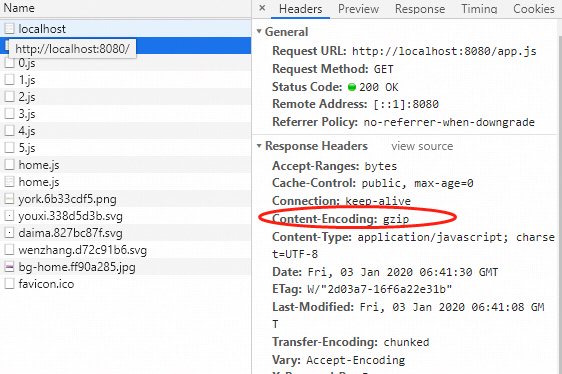 Name
localhost
http://localhost:8080/
0.js
1.js
2.js
3.js
4.js
5.js
home.js
home.js
york.6b33cdf5.png
youxi.338d5d3b.svg
daima.827bc87f.svg
wenzhang.d72c91b6.svg
bg-home.ff90a285.jpg
favicon.ico
× Headers Preview Response Timing Cookies
▼ General
Request URL: http://localhost:8080/app.js
Request Method: GET
Status Code: 200 OK
Remote Address: [::1]:8080
Referrer Policy: no-referrer-when-downgrade
▼ Response Headers view source
Accept-Ranges: bytes
Cache-Control: public, max-age=0
Connection: keep-alive
Content-Encoding: gzip
Content-Type: application/javascript; charse
t=UTF-8
Date: Fri, 03 Jan 2020 06:41:30 GMT
ETag: W/"2d03a7-16f6a22e31b"
Last-Modified: Fri, 03 Jan 2020 06:41:08 GM
T
Transfer-Encoding: chunked
Vary: Accept-Encoding